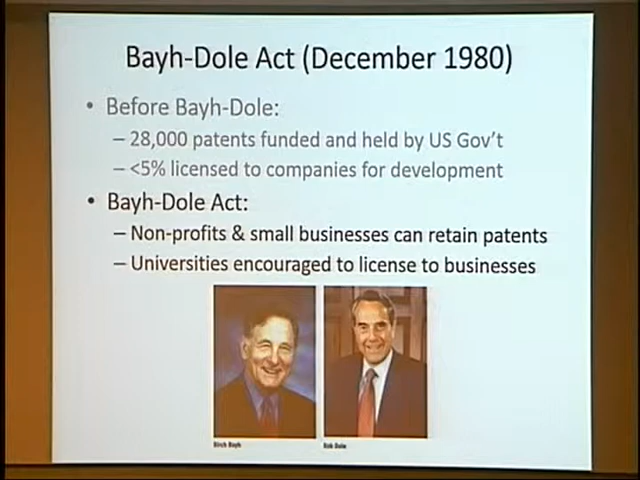 Bayh-Dole Act (December 1980)
• Before Bayh-Dole:
– 28,000 patents funded and held by US Gov't
– <5% licensed to companies for development
• Bayh-Dole Act:
– Non-profits & small businesses can retain patents
– Universities encouraged to license to businesses
Birch Bayh
Bob Dole